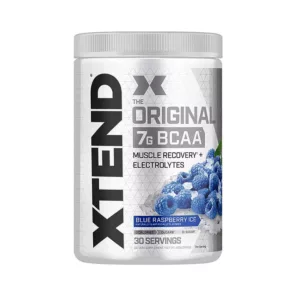 XTEND
X
THE
ORIGINAL
7G BCAA
MUSCLE RECOVERY +
ELECTROLYTES
BLUE RASPBERRY ICE
30 SERVINGS